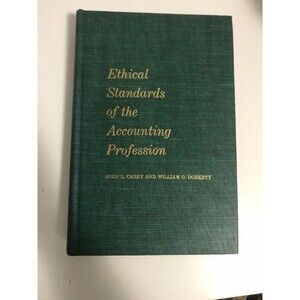 Ethical
Standards
of the
Accounting
Profession
JOHN L. CAREY AND WILLIAM O. DOHERTY